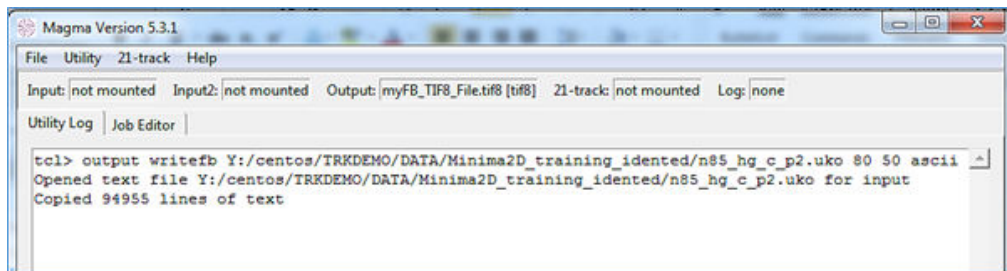 Magma Version 5.3.1
File Utility 21-track Help
Input: not mounted Input2: not mounted Output: myFB_TIF8_File.tif8 [tif8] 21-track: not mounted Log: none
Utility Log Job Editor
tcl> output writefb Y:/centos/TRKDEMO/DATA/Minima2D_training_idented/n85_hg_c_p2.uko 80 50 ascii
Opened text file Y:/centos/TRKDEMO/DATA/Minima2D_training_idented/n85_hg_c_p2.uko for input
Copied 94955 lines of text